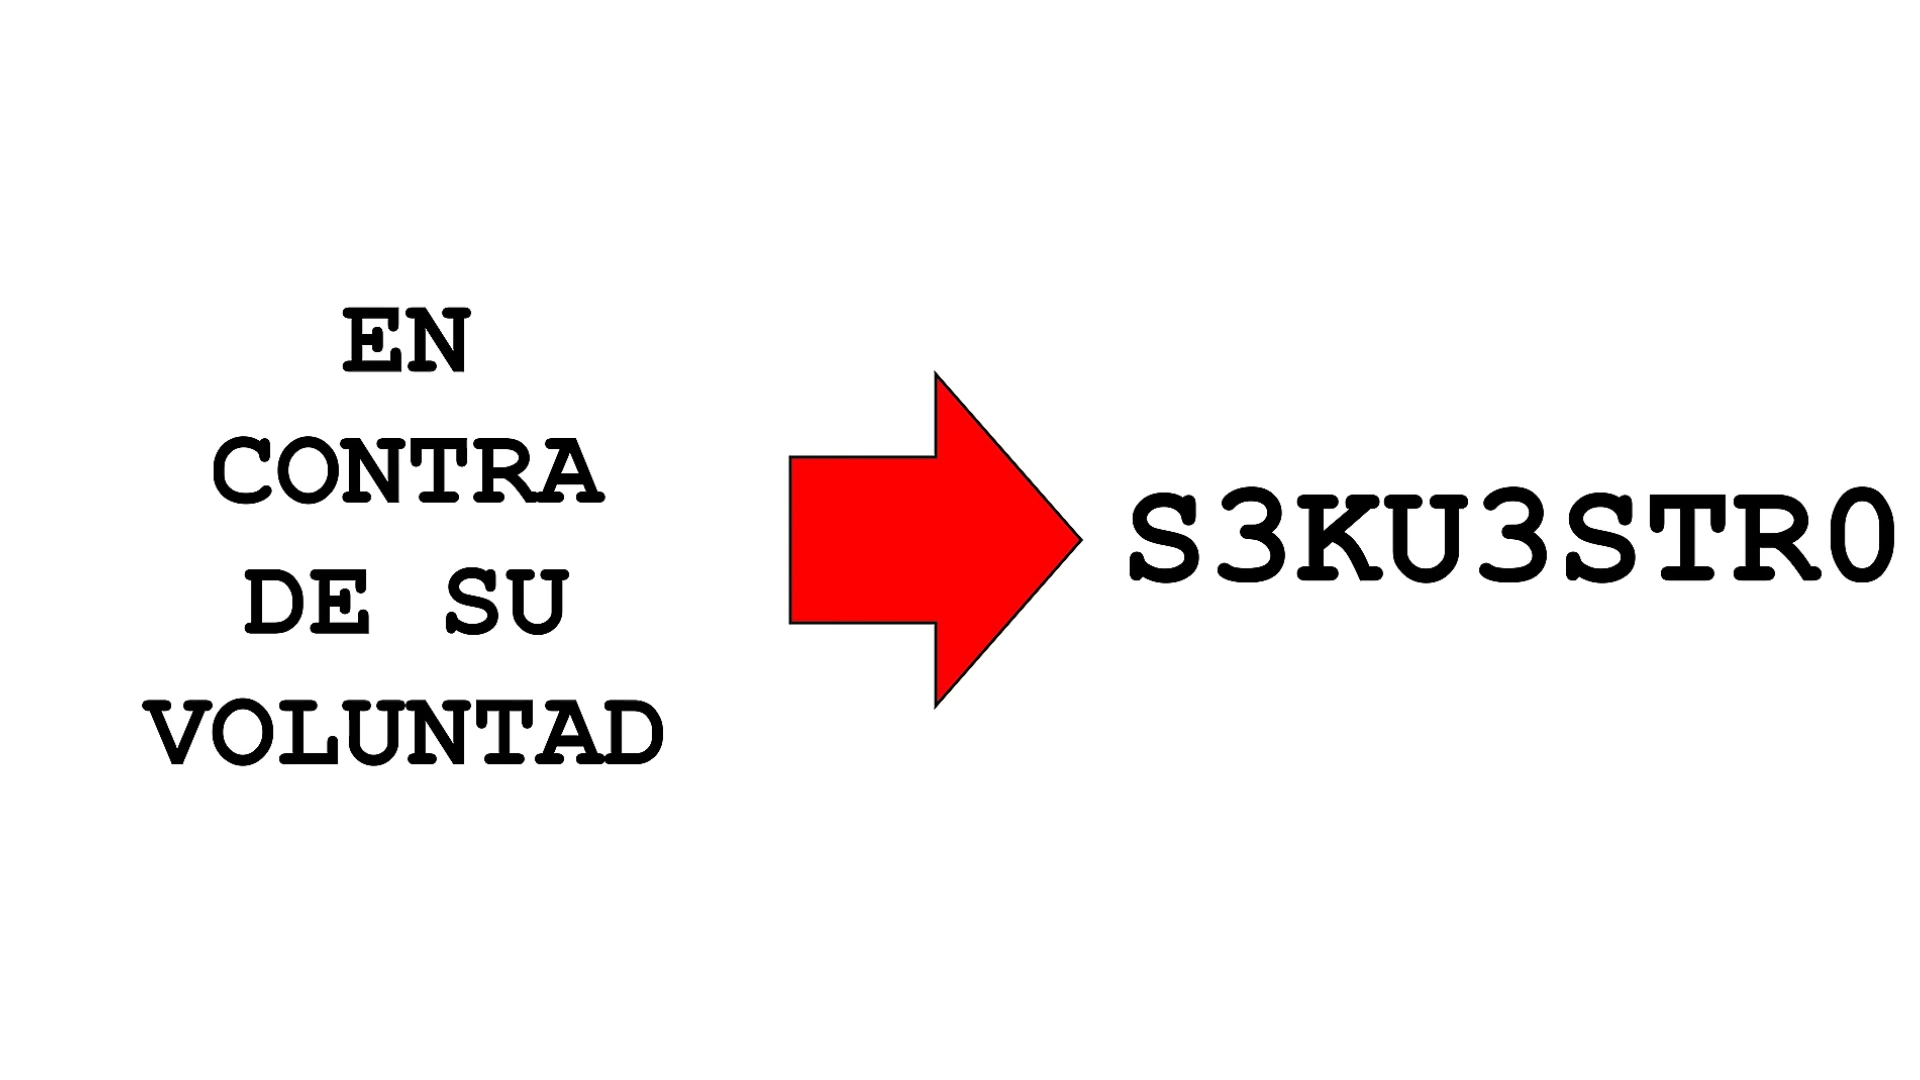 EN
CONTRA
DE SU
VOLUNTAD
S3KU3STR0